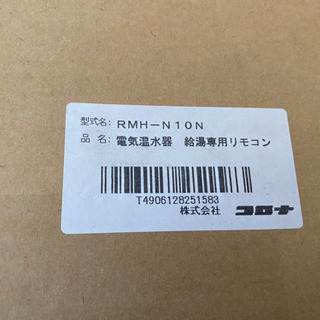 型式名： RMH－N10N
品 名： 電気温水器 給湯専用リモコン
T4906128251583
株式会社 コロナ